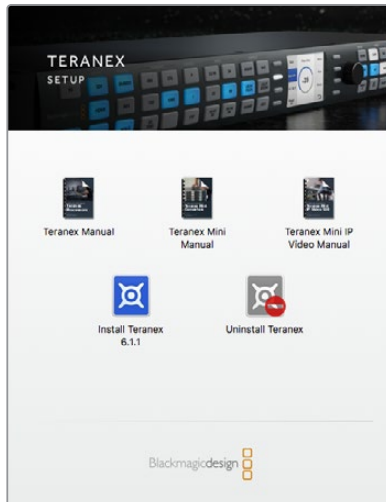 TERANEX
SETUP
Teranex Manual
Teranex Mini
Manual
Teranex Mini IP
Video Manual
Install Teranex
6.1.1
Uninstall Teranex
Blackmagicdesign